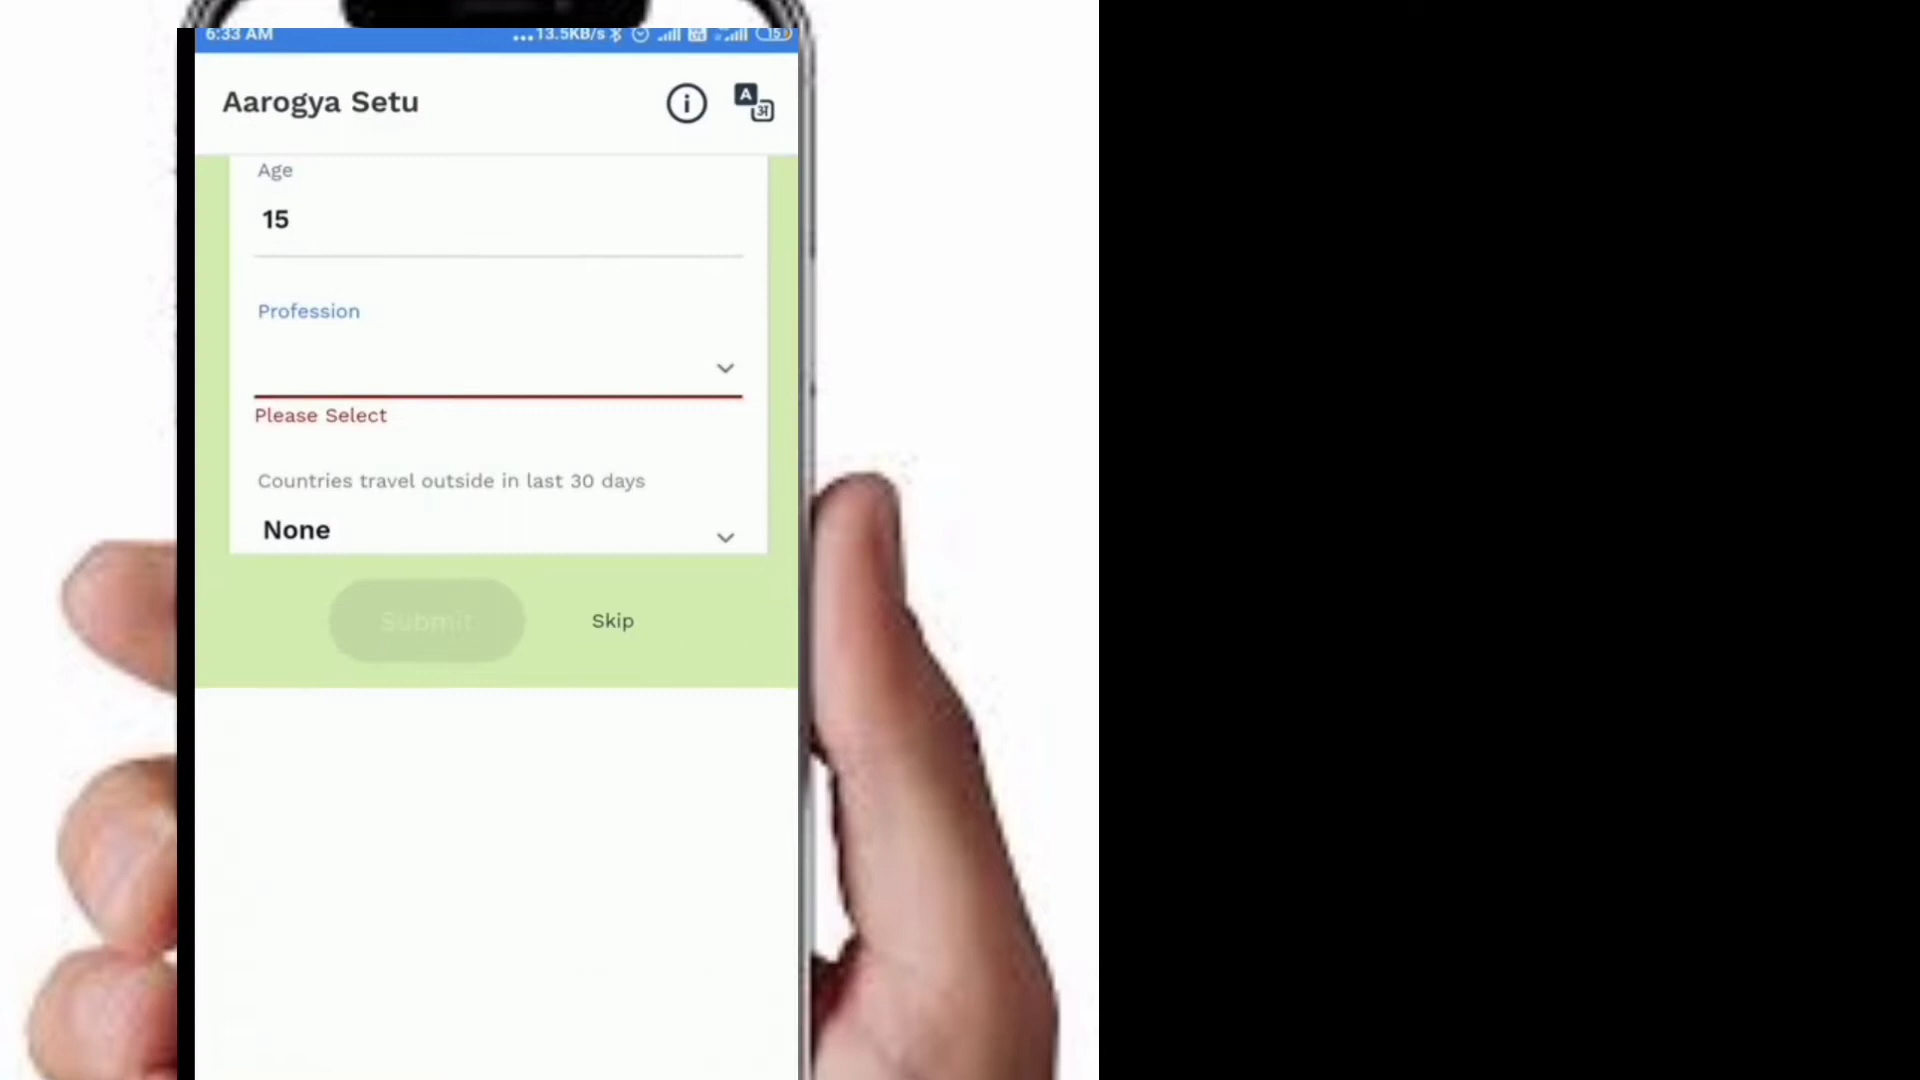 6:33 AM ...13.5KB/s 15
Aarogya Setu
A अ
Age
15
Profession
Please Select
Countries travel outside in last 30 days
None
Submit Skip